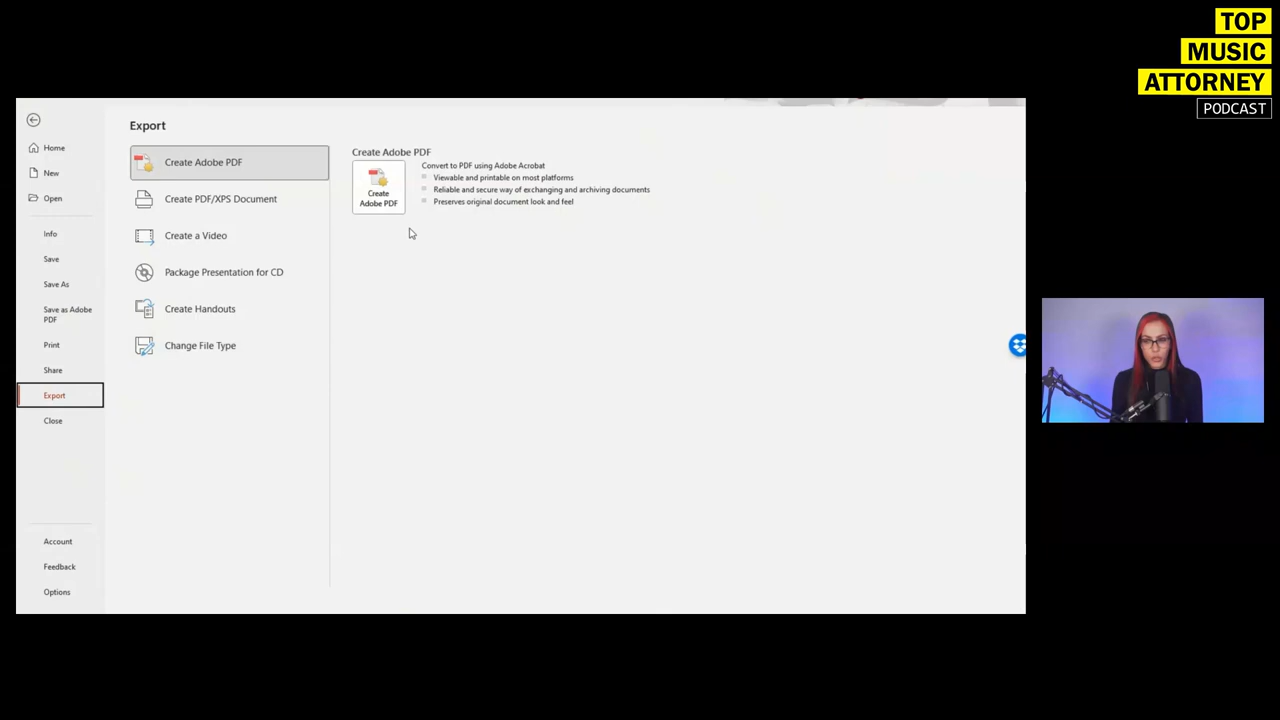 TOP
MUSIC
ATTORNEY
PODCAST
Home
New
Open
Info
Save
Save As
Save as Adobe
PDF
Print
Share
Export
Close
Account
Feedback
Options
Export
Create Adobe PDF
Create PDF/XPS Document
Create a Video
Package Presentation for CD
Create Handouts
Change File Type
Create Adobe PDF
Create
Adobe PDF
Convert to PDF using Adobe Acrobat
Viewable and printable on most platforms
Reliable and secure way of exchanging and archiving documents
Preserves original document look and feel